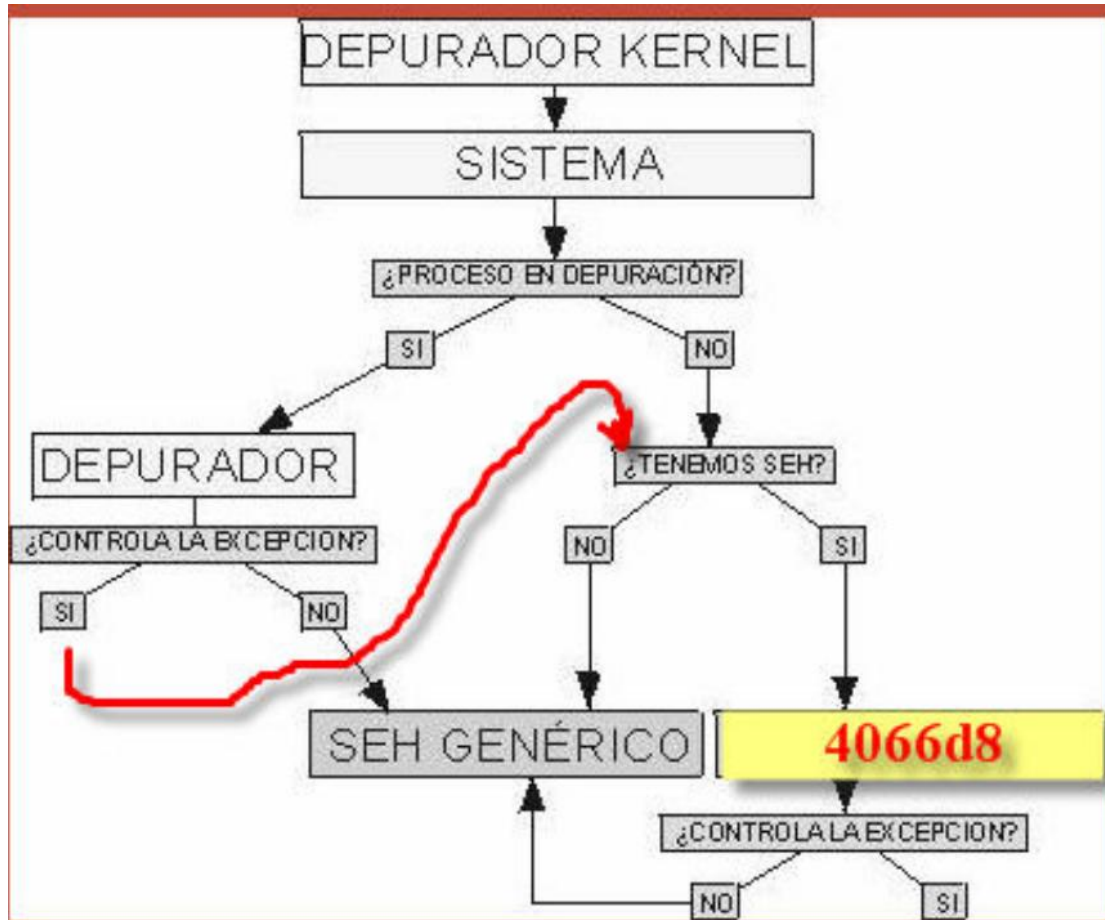 DEPURADOR KERNEL
SISTEMA
¿PROCESO EN DEPURACIÓN?
SI
NO
DEPURADOR
¿TENEMOS SEH?
¿CONTROLA LA EXCEPCION?
NO
SI
SI
NO
SEH GENÉRICO
4066d8
¿CONTROLA LA EXCEPCION?
NO
SI